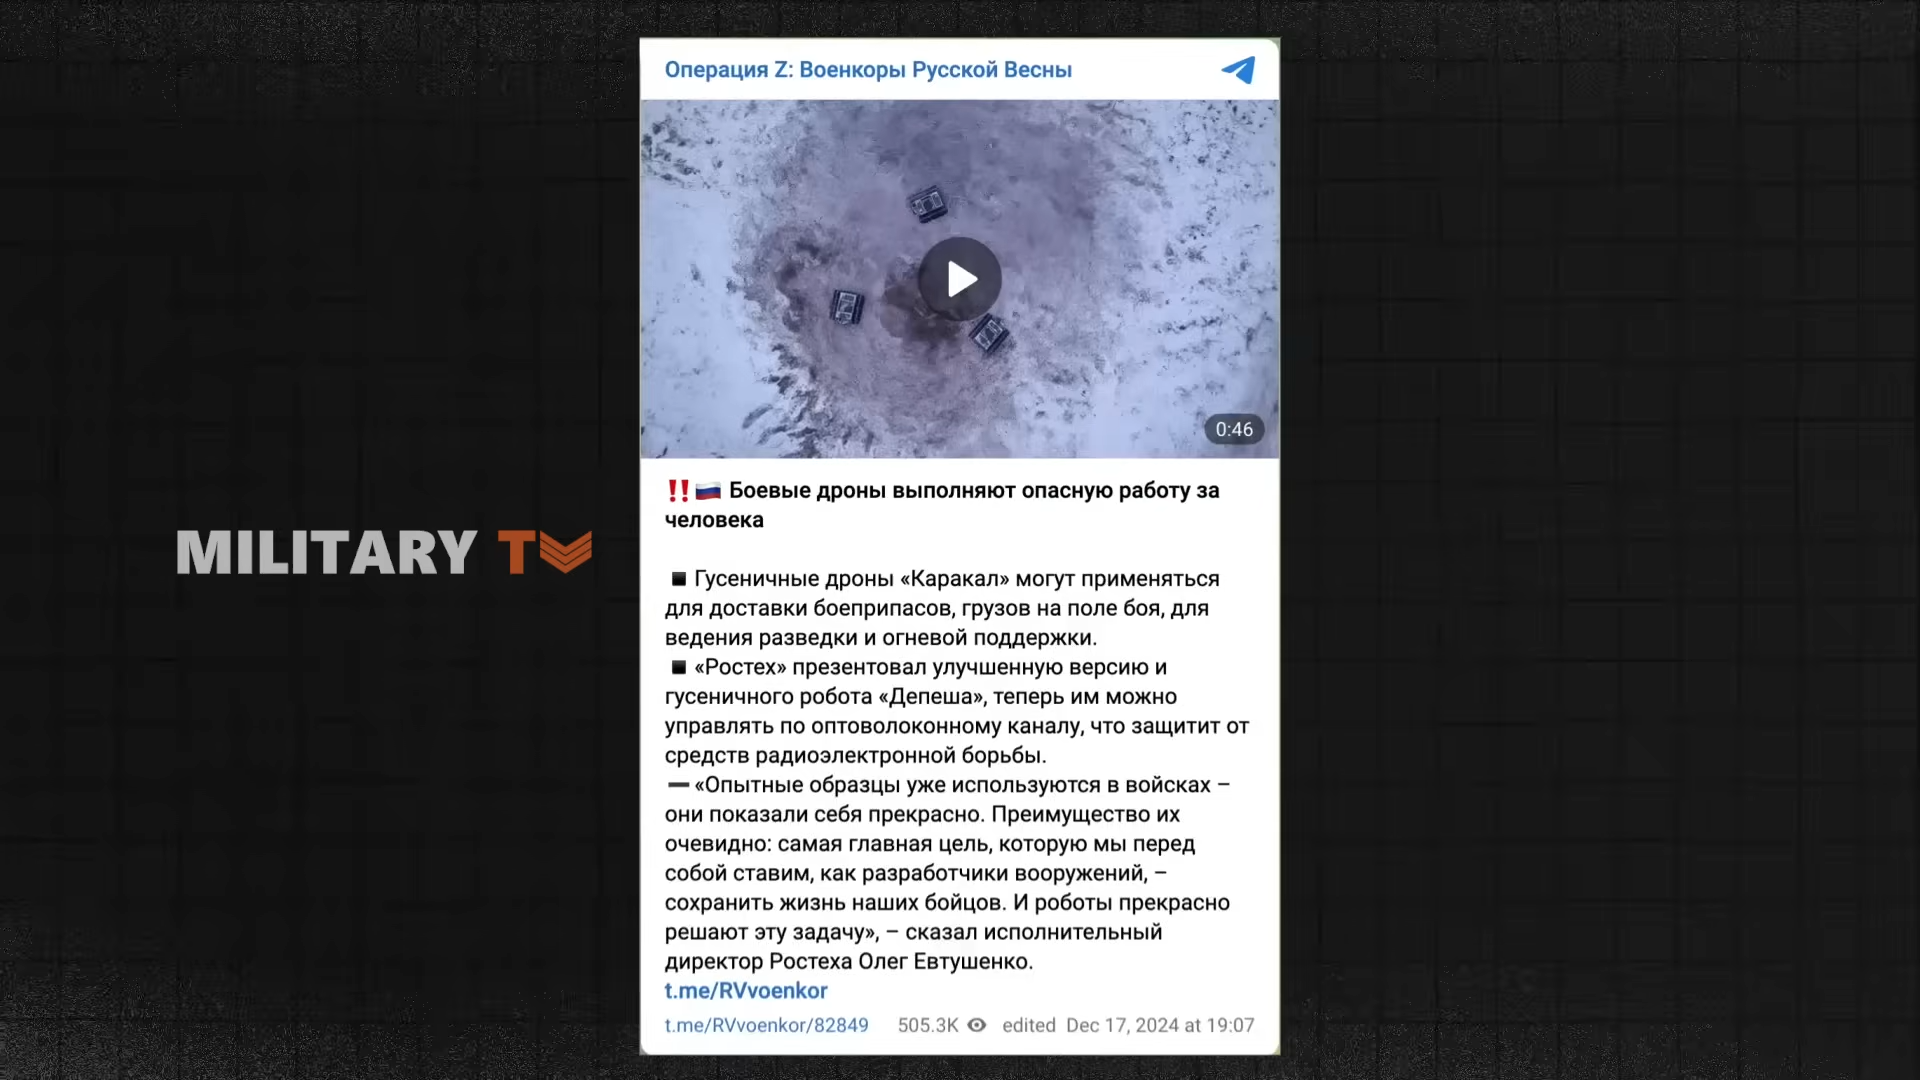 Операция Z: Военкоры Русской Весны
0:46
MILITARY TV
‼️🇷🇺 Боевые дроны выполняют опасную работу за
человека
◾ Гусеничные дроны «Каракал» могут применяться
для доставки боеприпасов, грузов на поле боя, для
ведения разведки и огневой поддержки.
◾ «Ростех» презентовал улучшенную версию и
гусеничного робота «Депеша», теперь им можно
управлять по оптоволоконному каналу, что защитит от
средств радиоэлектронной борьбы.
➖ «Опытные образцы уже используются в войсках –
они показали себя прекрасно. Преимущество их
очевидно: самая главная цель, которую мы перед
собой ставим, как разработчики вооружений, –
сохранить жизнь наших бойцов. И роботы прекрасно
решают эту задачу», – сказал исполнительный
директор Ростеха Олег Евтушенко.
t.me/RVvoenkor
t.me/RVvoenkor/82849 505.3K edited Dec 17, 2024 at 19:07